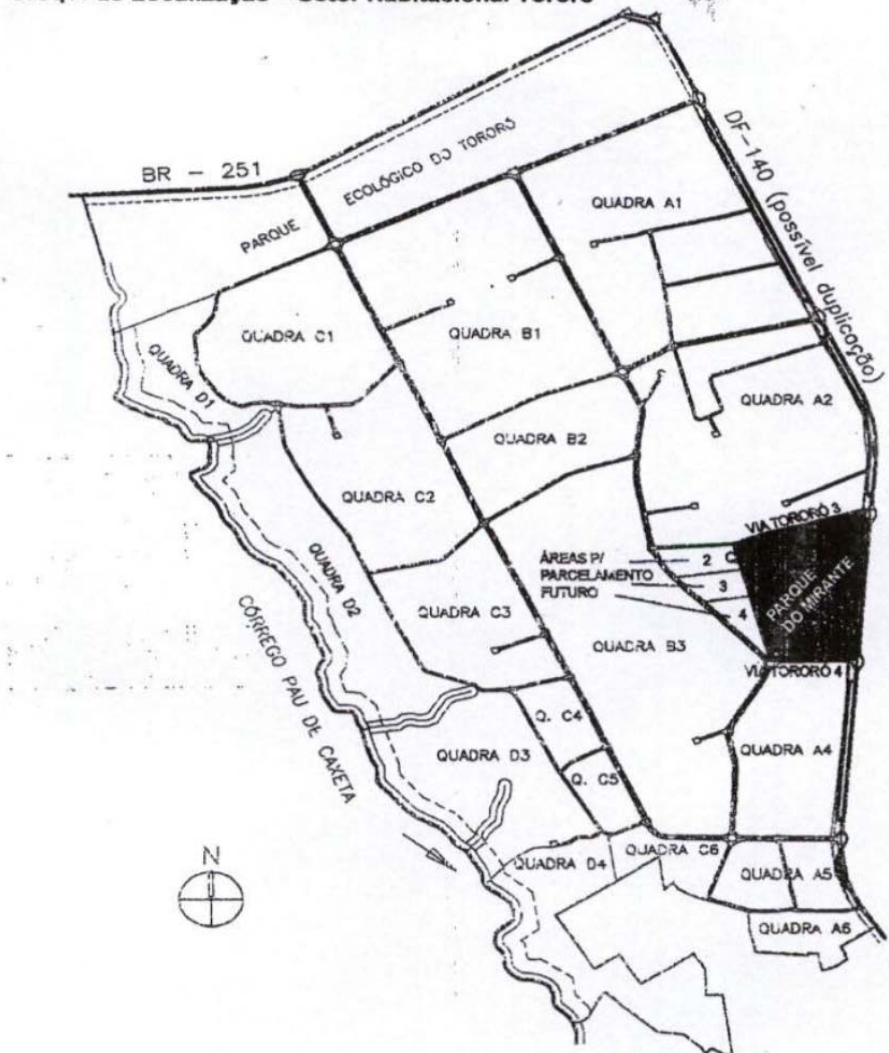 Localização - Setor Habitacional Tororó
BR - 251
PARQUE ECOLÓGICO DO TORORÓ
DF-140 (possível duplicação)
QUADRA A1
QUADRA C1
QUADRA B1
QUADRA D1
QUADRA A2
QUADRA B2
QUADRA C2
VIA TORORÓ 3
QUADRA D2
ÁREAS P/
PARCELAMENTO
FUTURO
2
3
4
PARQUE
DO MIRANTE
QUADRA C3
CÓRREGO PAU DE CAXETA
QUADRA B3
VIA TORORÓ 4
Q. C4
QUADRA D3
QUADRA A4
Q. C5
N
QUADRA C6
QUADRA D4
QUADRA A5
QUADRA A6